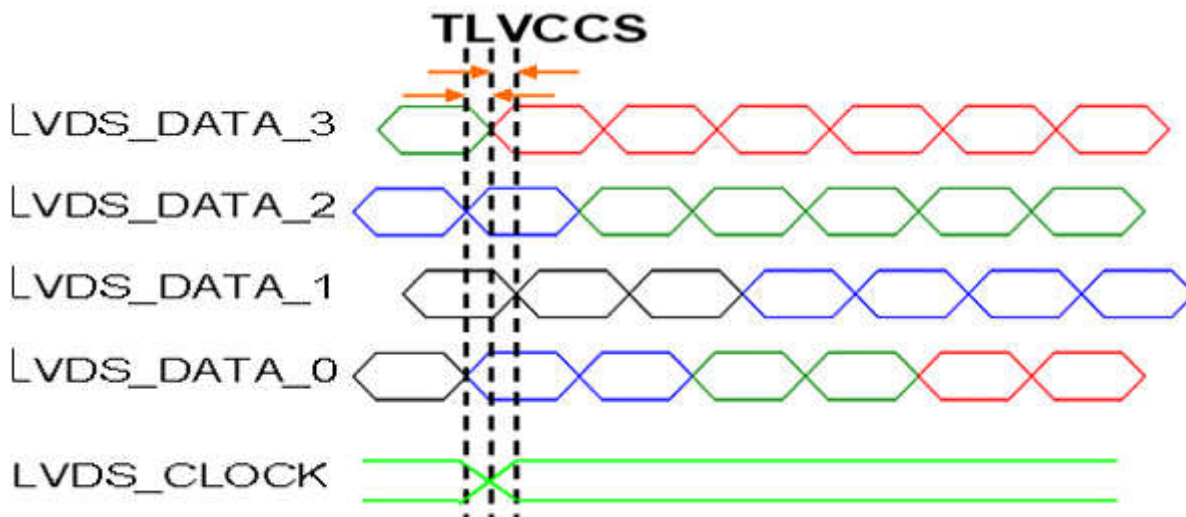 TLVCCS
LVDS_DATA_3
LVDS_DATA_2
LVDS_DATA_1
LVDS_DATA_0
LVDS_CLOCK